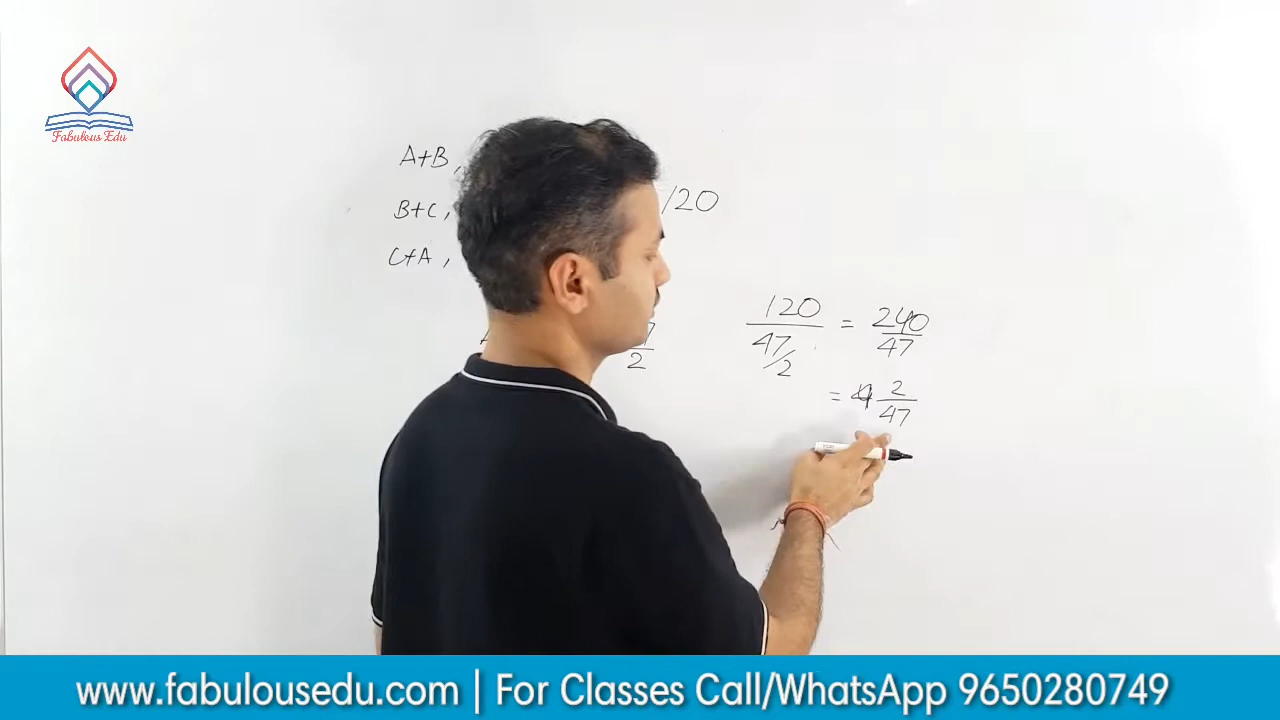 Fabulous Edu
A+B,
B+C,
120
C+A,
2
120 / 47/2 = 240 / 47
= 4 2/47
www.fabulousedu.com | For Classes Call/WhatsApp 9650280749